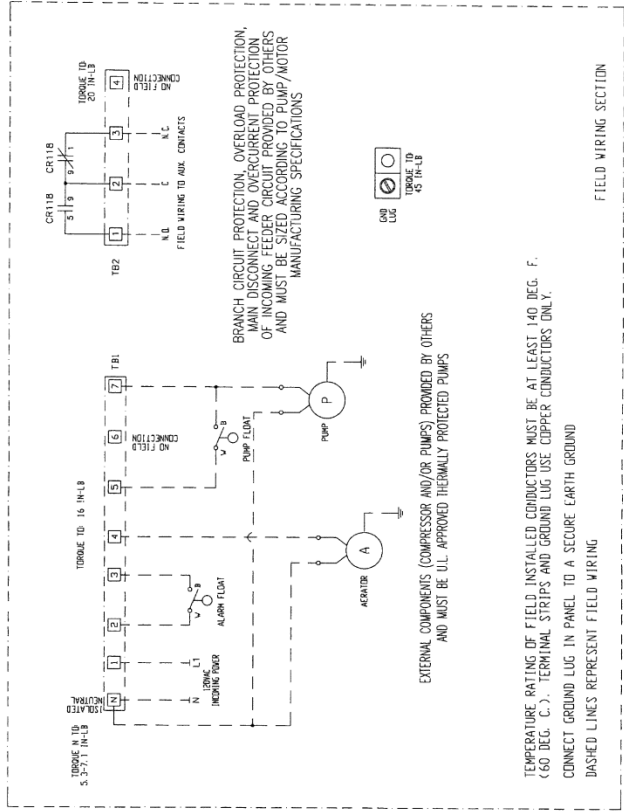 TORQUE N TO:
5.3-7.1 IN-LB
ISOLATED
NEUTRAL
TORQUE TO: 16 IN-LB
TB1
N
1
2
3
4
5
6
7
NO FIELD
CONNECTION
N
L1
120VAC
INCOMING POWER
W
B
ALARM FLOAT
W
B
PUMP FLOAT
A
AERATOR
P
PUMP
TB2
CR118
CR118
5
9
9
1
TORQUE TO:
20 IN-LB
1
2
3
4
NO FIELD
CONNECTION
N.O.
C
N.C.
FIELD WIRING TO AUX. CONTACTS
BRANCH CIRCUIT PROTECTION, OVERLOAD PROTECTION,
MAIN DISCONNECT AND OVERCURRENT PROTECTION
OF INCOMING FEEDER CIRCUIT PROVIDED BY OTHERS
AND MUST BE SIZED ACCORDING TO PUMP/MOTOR
MANUFACTURING SPECIFICATIONS
EXTERNAL COMPONENTS (COMPRESSOR AND/OR PUMPS) PROVIDED BY OTHERS
AND MUST BE U.L. APPROVED THERMALLY PROTECTED PUMPS
GND
LUG
TORQUE TO:
45 IN-LB
TEMPERATURE RATING OF FIELD INSTALLED CONDUCTORS MUST BE AT LEAST 140 DEG. F.
(60 DEG. C.). TERMINAL STRIPS AND GROUND LUG USE COPPER CONDUCTORS ONLY.
CONNECT GROUND LUG IN PANEL TO A SECURE EARTH GROUND
DASHED LINES REPRESENT FIELD WIRING
FIELD WIRING SECTION